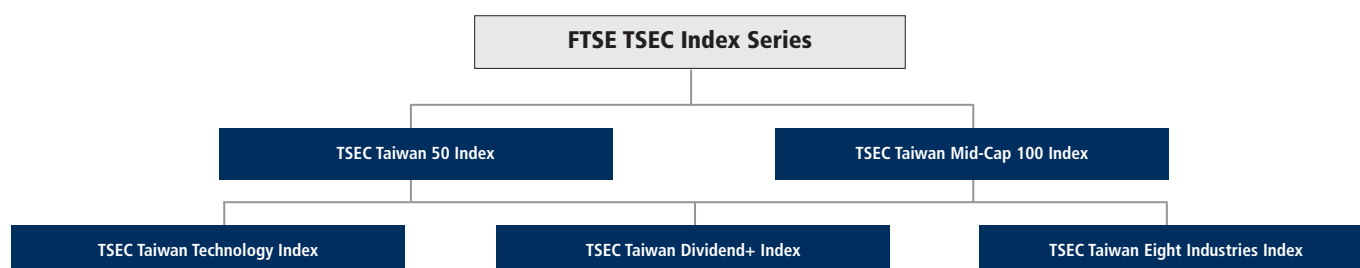 FTSE TSEC Index Series
TSEC Taiwan 50 Index
TSEC Taiwan Mid-Cap 100 Index
TSEC Taiwan Technology Index
TSEC Taiwan Dividend+ Index
TSEC Taiwan Eight Industries Index